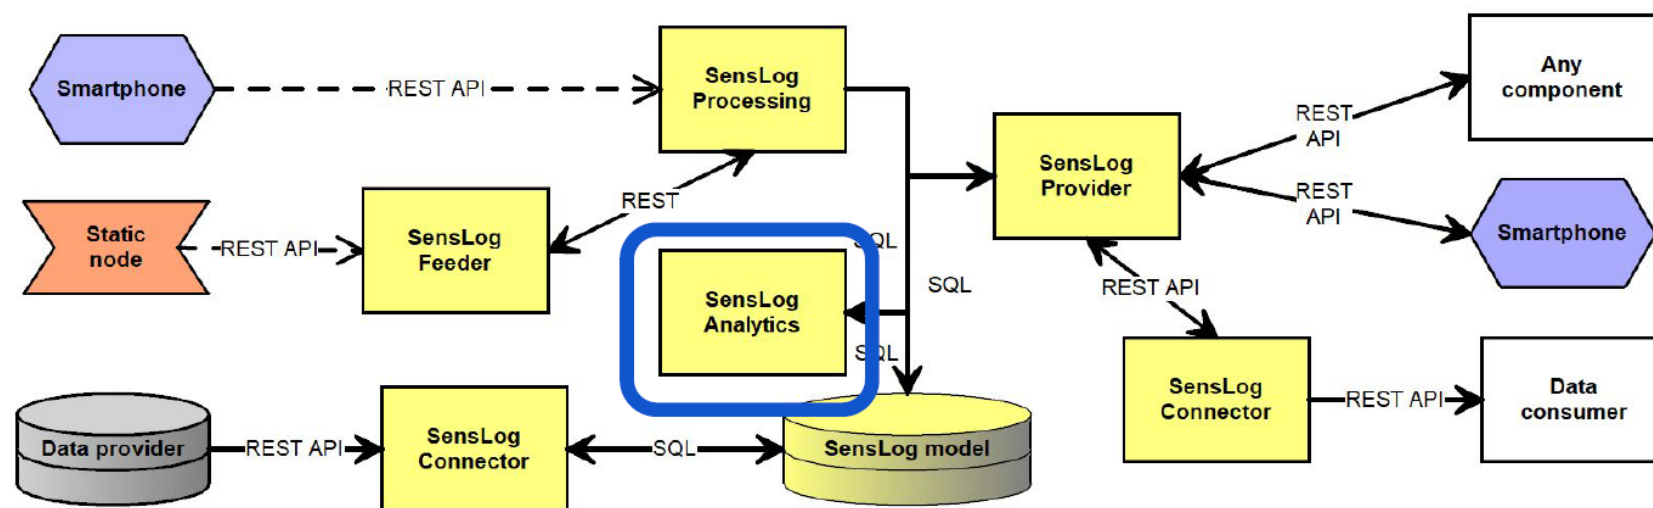 Smartphone
REST API
SensLog
Processing
Any
component
REST
API
SensLog
Provider
REST
API
Smartphone
Static
node
REST API
SensLog
Feeder
REST
SQL
SensLog
Analytics
SQL
SQL
REST API
SensLog
Connector
REST API
Data
consumer
Data provider
REST API
SensLog
Connector
SQL
SensLog model